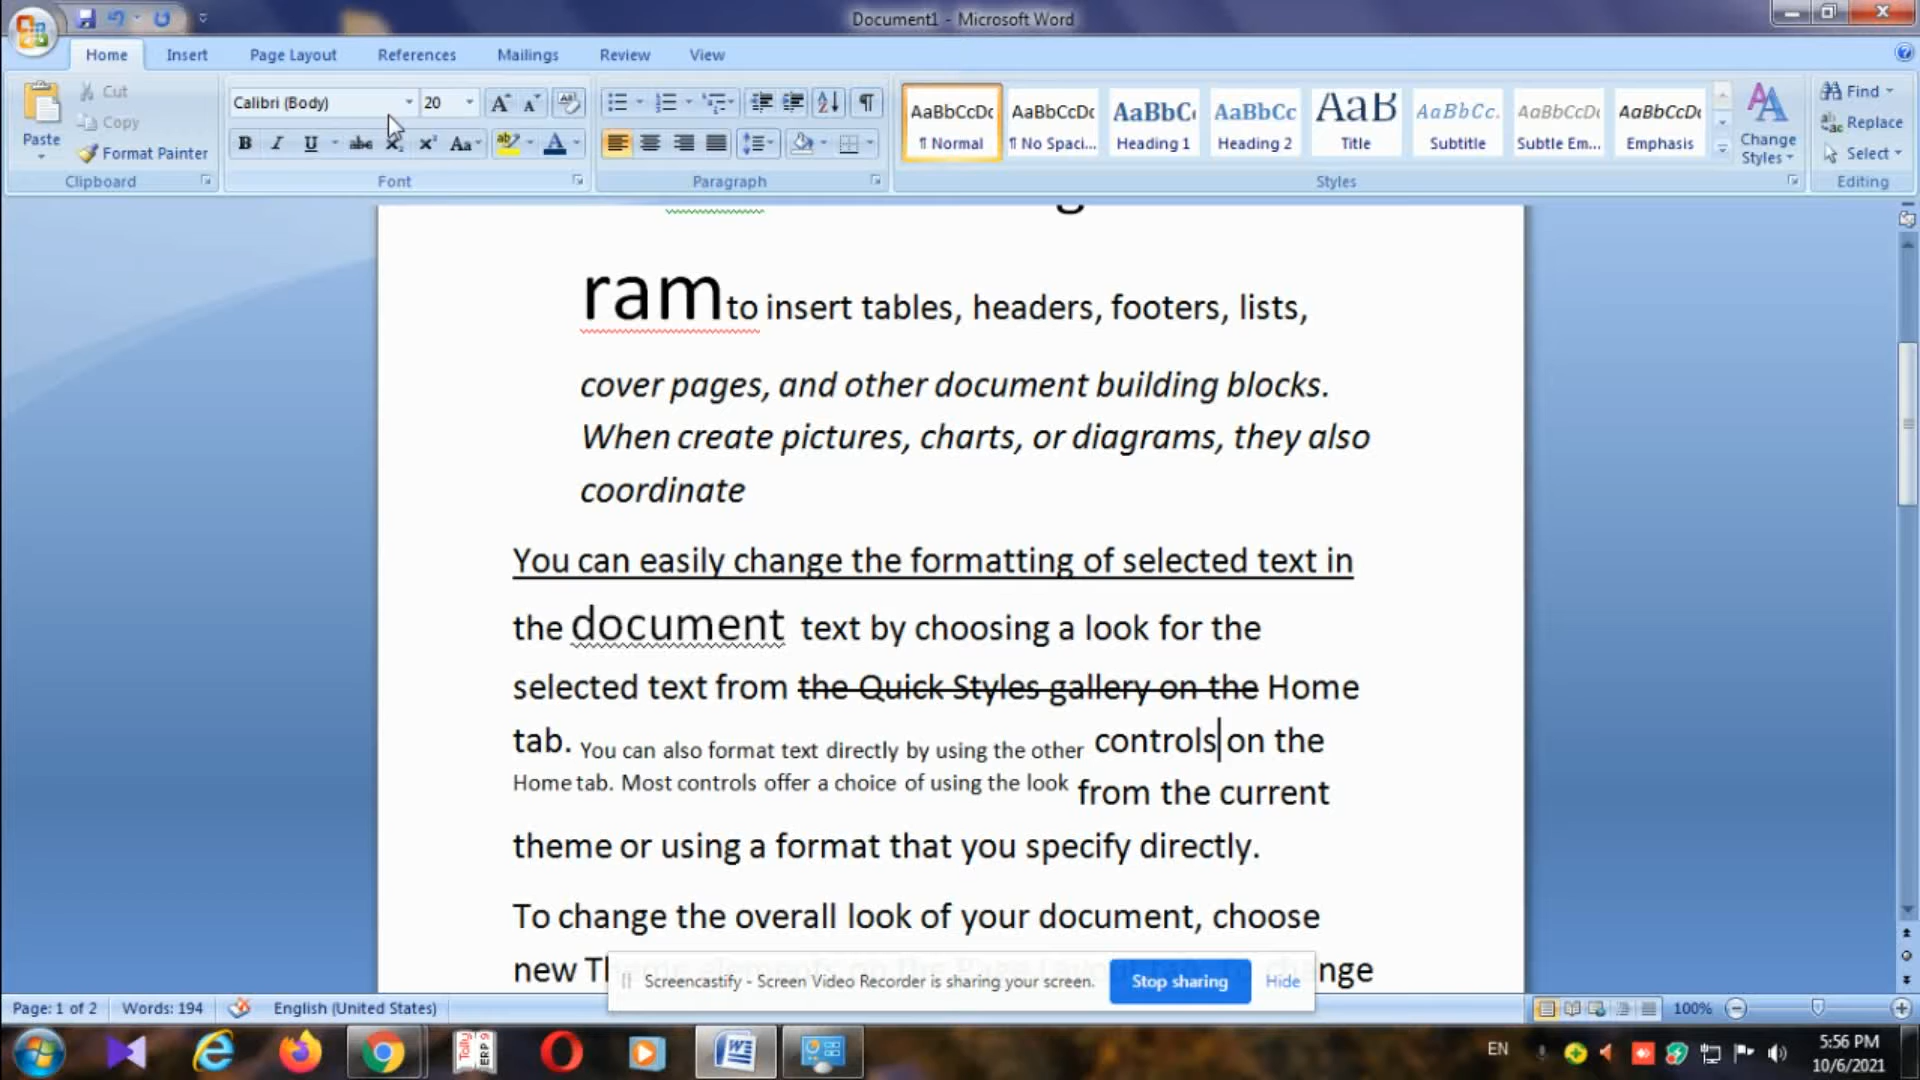 Document1 - Microsoft Word
Home Insert Page Layout References Mailings Review View
Paste
Cut
Copy
Format Painter
Clipboard
Calibri (Body) 20
B I U abc X₂ X² Aa ab A
Font
Paragraph
AaBbCcDc AaBbCcDc AaBbC AaBbCc AaB AaBbCc. AaBbCcDc AaBbCcDc
¶ Normal ¶ No Spaci... Heading 1 Heading 2 Title Subtitle Subtle Em... Emphasis
Change Styles
Styles
Find
Replace
Select
Editing
ram to insert tables, headers, footers, lists,
cover pages, and other document building blocks.
When create pictures, charts, or diagrams, they also
coordinate
You can easily change the formatting of selected text in
the document text by choosing a look for the
selected text from the Quick Styles gallery on the Home
tab. You can also format text directly by using the other controls on the
Home tab. Most controls offer a choice of using the look from the current
theme or using a format that you specify directly.
To change the overall look of your document, choose
new
Screencastify - Screen Video Recorder is sharing your screen. Stop sharing Hide
Page: 1 of 2 Words: 194 English (United States) 100%
Tally ERP 9
EN
5:56 PM
10/6/2021